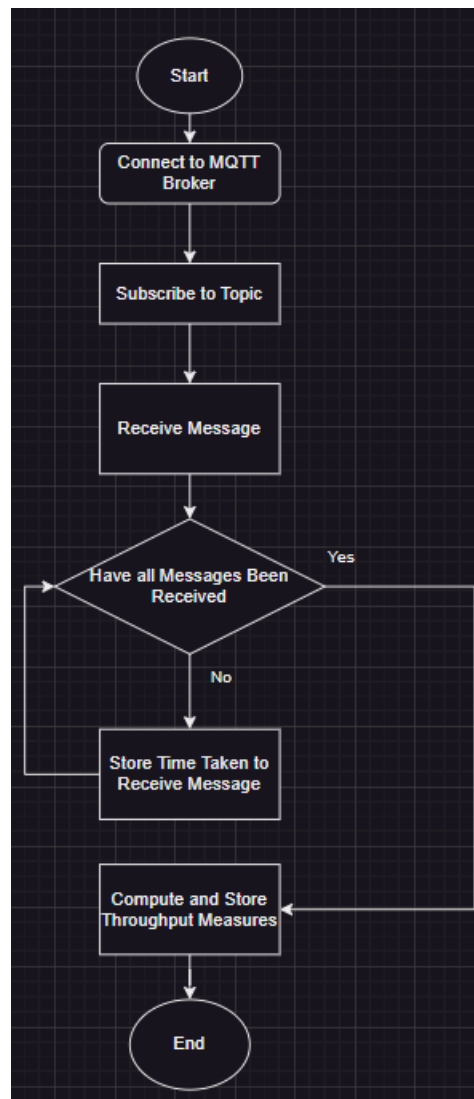 Start
Connect to MQTT
Broker
Subscribe to Topic
Receive Message
Have all Messages Been
Received
Yes
No
Store Time Taken to
Receive Message
Compute and Store
Throughput Measures
End